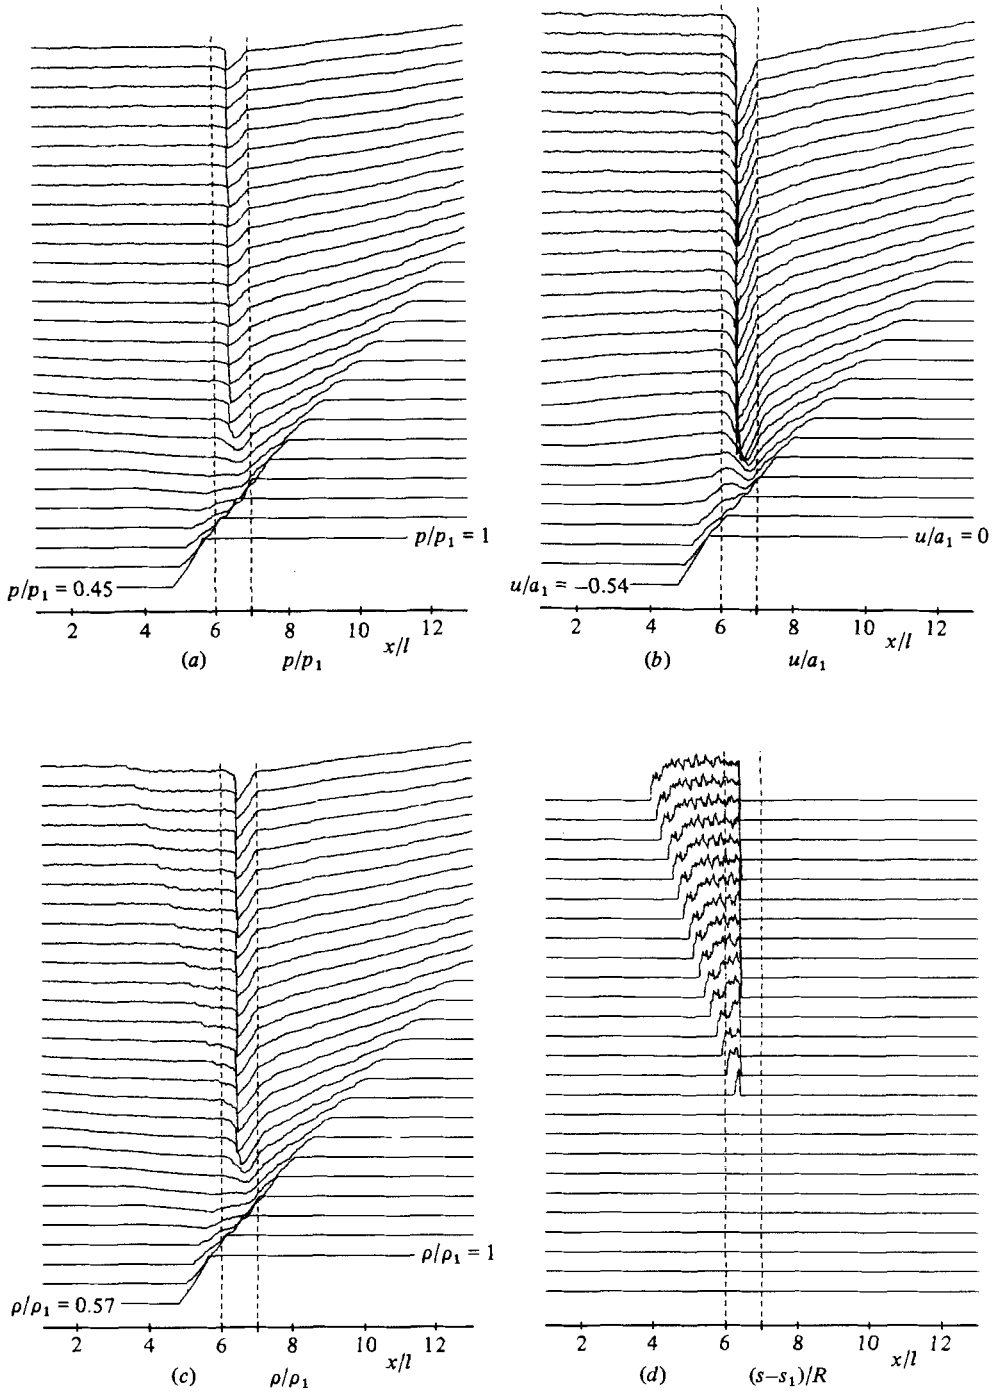 p/p1 = 1
p/p1 = 0.45
2 4 6 8 10 12
x/l
(a) p/p1
u/a1 = 0
u/a1 = −0.54
2 4 6 8 10 12
x/l
(b) u/a1
ρ/ρ1 = 1
ρ/ρ1 = 0.57
2 4 6 8 10 12
x/l
(c) ρ/ρ1
2 4 6 8 10 12
x/l
(d) (s–s1)/R